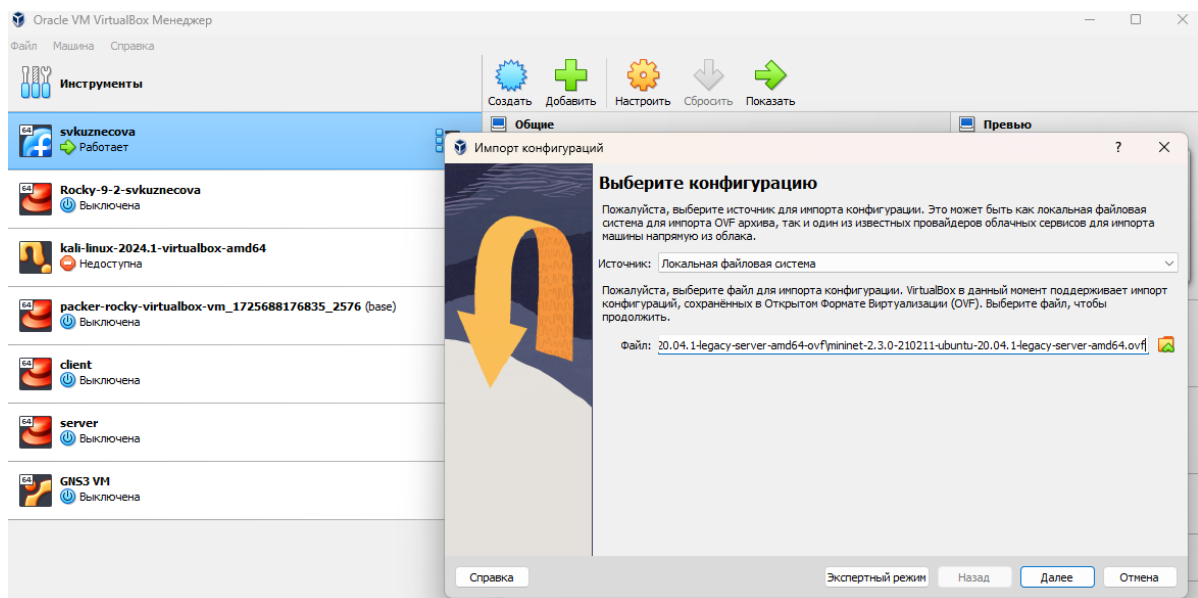 Oracle VM VirtualBox Менеджер
Файл Машина Справка
Инструменты
Создать Добавить Настроить Сбросить Показать
64
svkuznecova
Работает
64
Rocky-9-2-svkuznecova
Выключена
kali-linux-2024.1-virtualbox-amd64
Недоступна
64
packer-rocky-virtualbox-vm_1725688176835_2576 (base)
Выключена
64
client
Выключена
64
server
Выключена
64
GNS3 VM
Выключена
Общие
Превью
Импорт конфигураций
?
Выберите конфигурацию
Пожалуйста, выберите источник для импорта конфигурации. Это может быть как локальная файловая
система для импорта OVF архива, так и один из известных провайдеров облачных сервисов для импорта
машины напрямую из облака.
Источник: Локальная файловая система
Пожалуйста, выберите файл для импорта конфигурации. VirtualBox в данный момент поддерживает импорт
конфигураций, сохранённых в Открытом Формате Виртуализации (OVF). Выберите файл, чтобы
продолжить.
Файл: 20.04.1-legacy-server-amd64-ovf\mininet-2.3.0-210211-ubuntu-20.04.1-legacy-server-amd64.ovf
Справка Экспертный режим Назад Далее Отмена